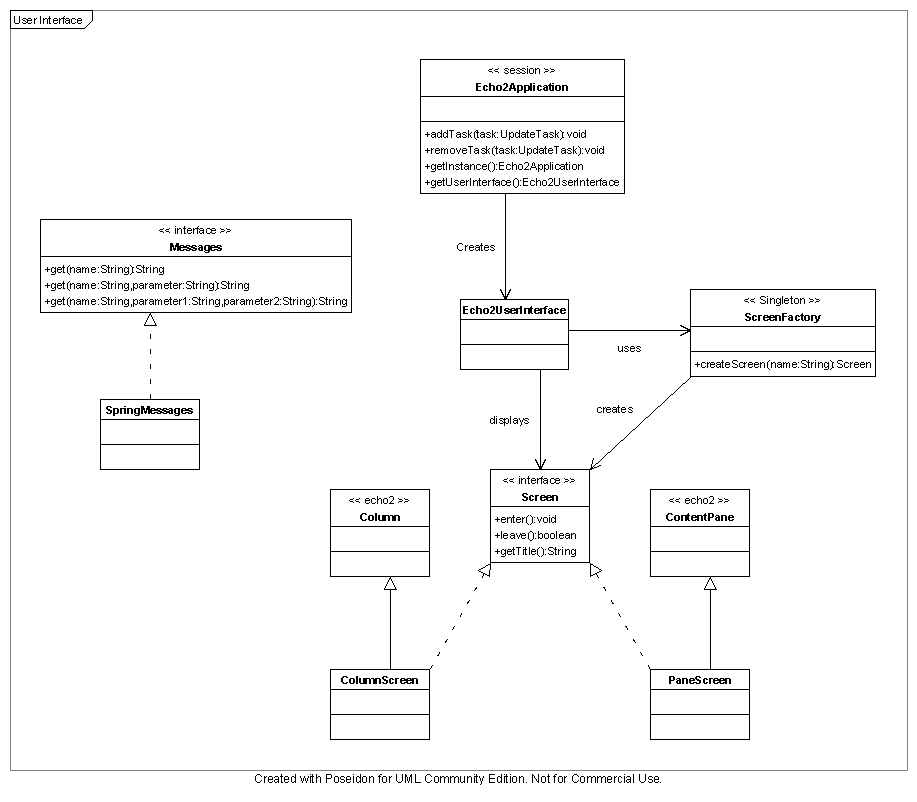 User Interface
<< session >>
Echo2Application
+addTask(task:UpdateTask):void
+removeTask(task:UpdateTask):void
+getInstance():Echo2Application
+getUserInterface():Echo2UserInterface
<< interface >>
Messages
+get(name:String):String
+get(name:String,parameter:String):String
+get(name:String,parameter1:String,parameter2:String):String
Creates
Echo2UserInterface
<< Singleton >>
ScreenFactory
+createScreen(name:String):Screen
uses
SpringMessages
displays
creates
<< interface >>
Screen
+enter():void
+leave():boolean
+getTitle():String
<< echo2 >>
Column
<< echo2 >>
ContentPane
ColumnScreen
PaneScreen
Created with Poseidon for UML Community Edition. Not for Commercial Use.